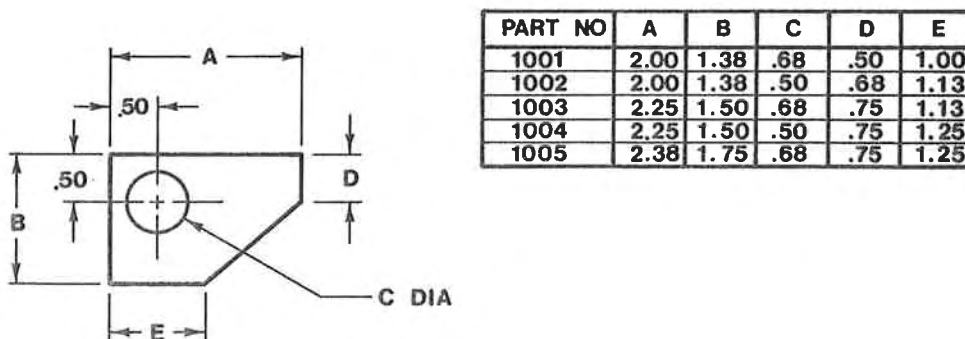 A
.50
.50
B
D
C DIA
E
PART NO A B C D E
1001 2.00 1.38 .68 .50 1.00
1002 2.00 1.38 .50 .68 1.13
1003 2.25 1.50 .68 .75 1.13
1004 2.25 1.50 .50 .75 1.25
1005 2.38 1.75 .68 .75 1.25